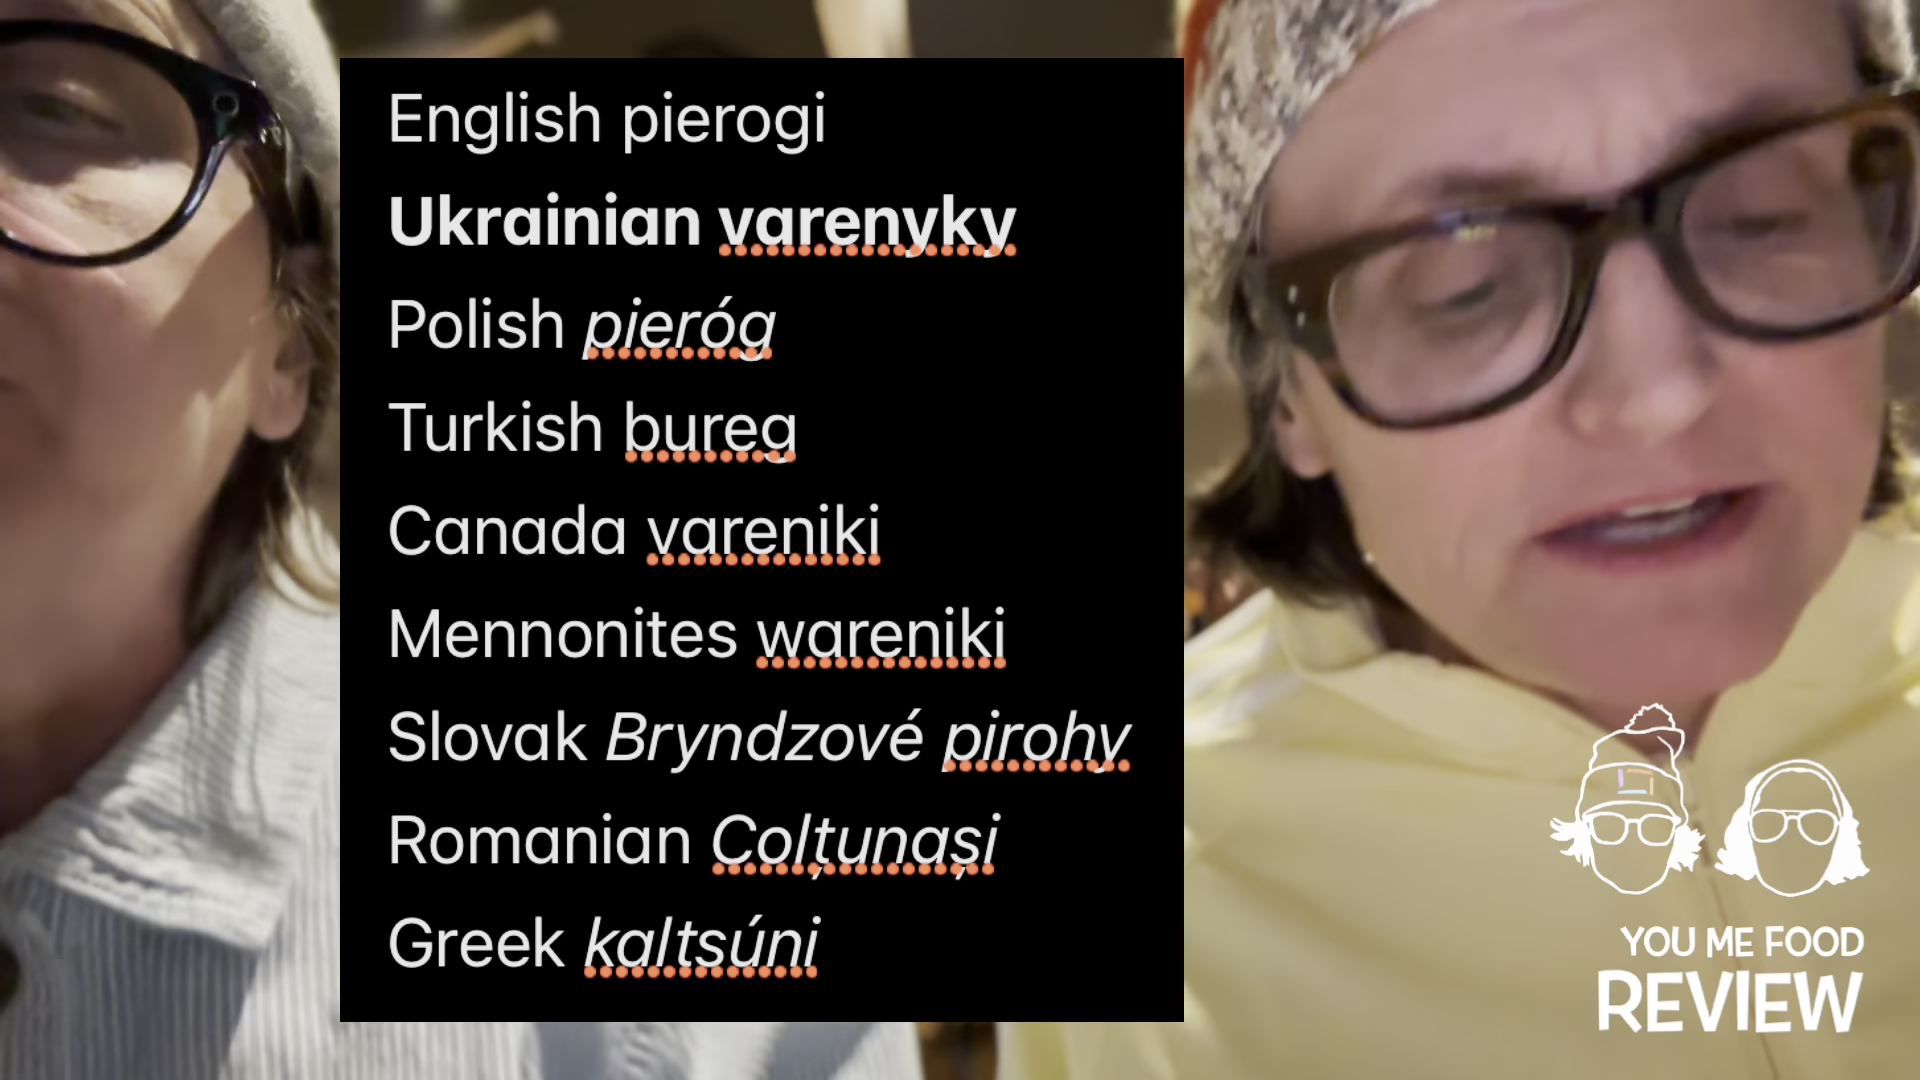 English pierogi
Ukrainian varenyky
Polish pieróg
Turkish bureg
Canada vareniki
Mennonites wareniki
Slovak Bryndzové pirohy
Romanian Colțunași
Greek kaltsúni
YOU ME FOOD
REVIEW